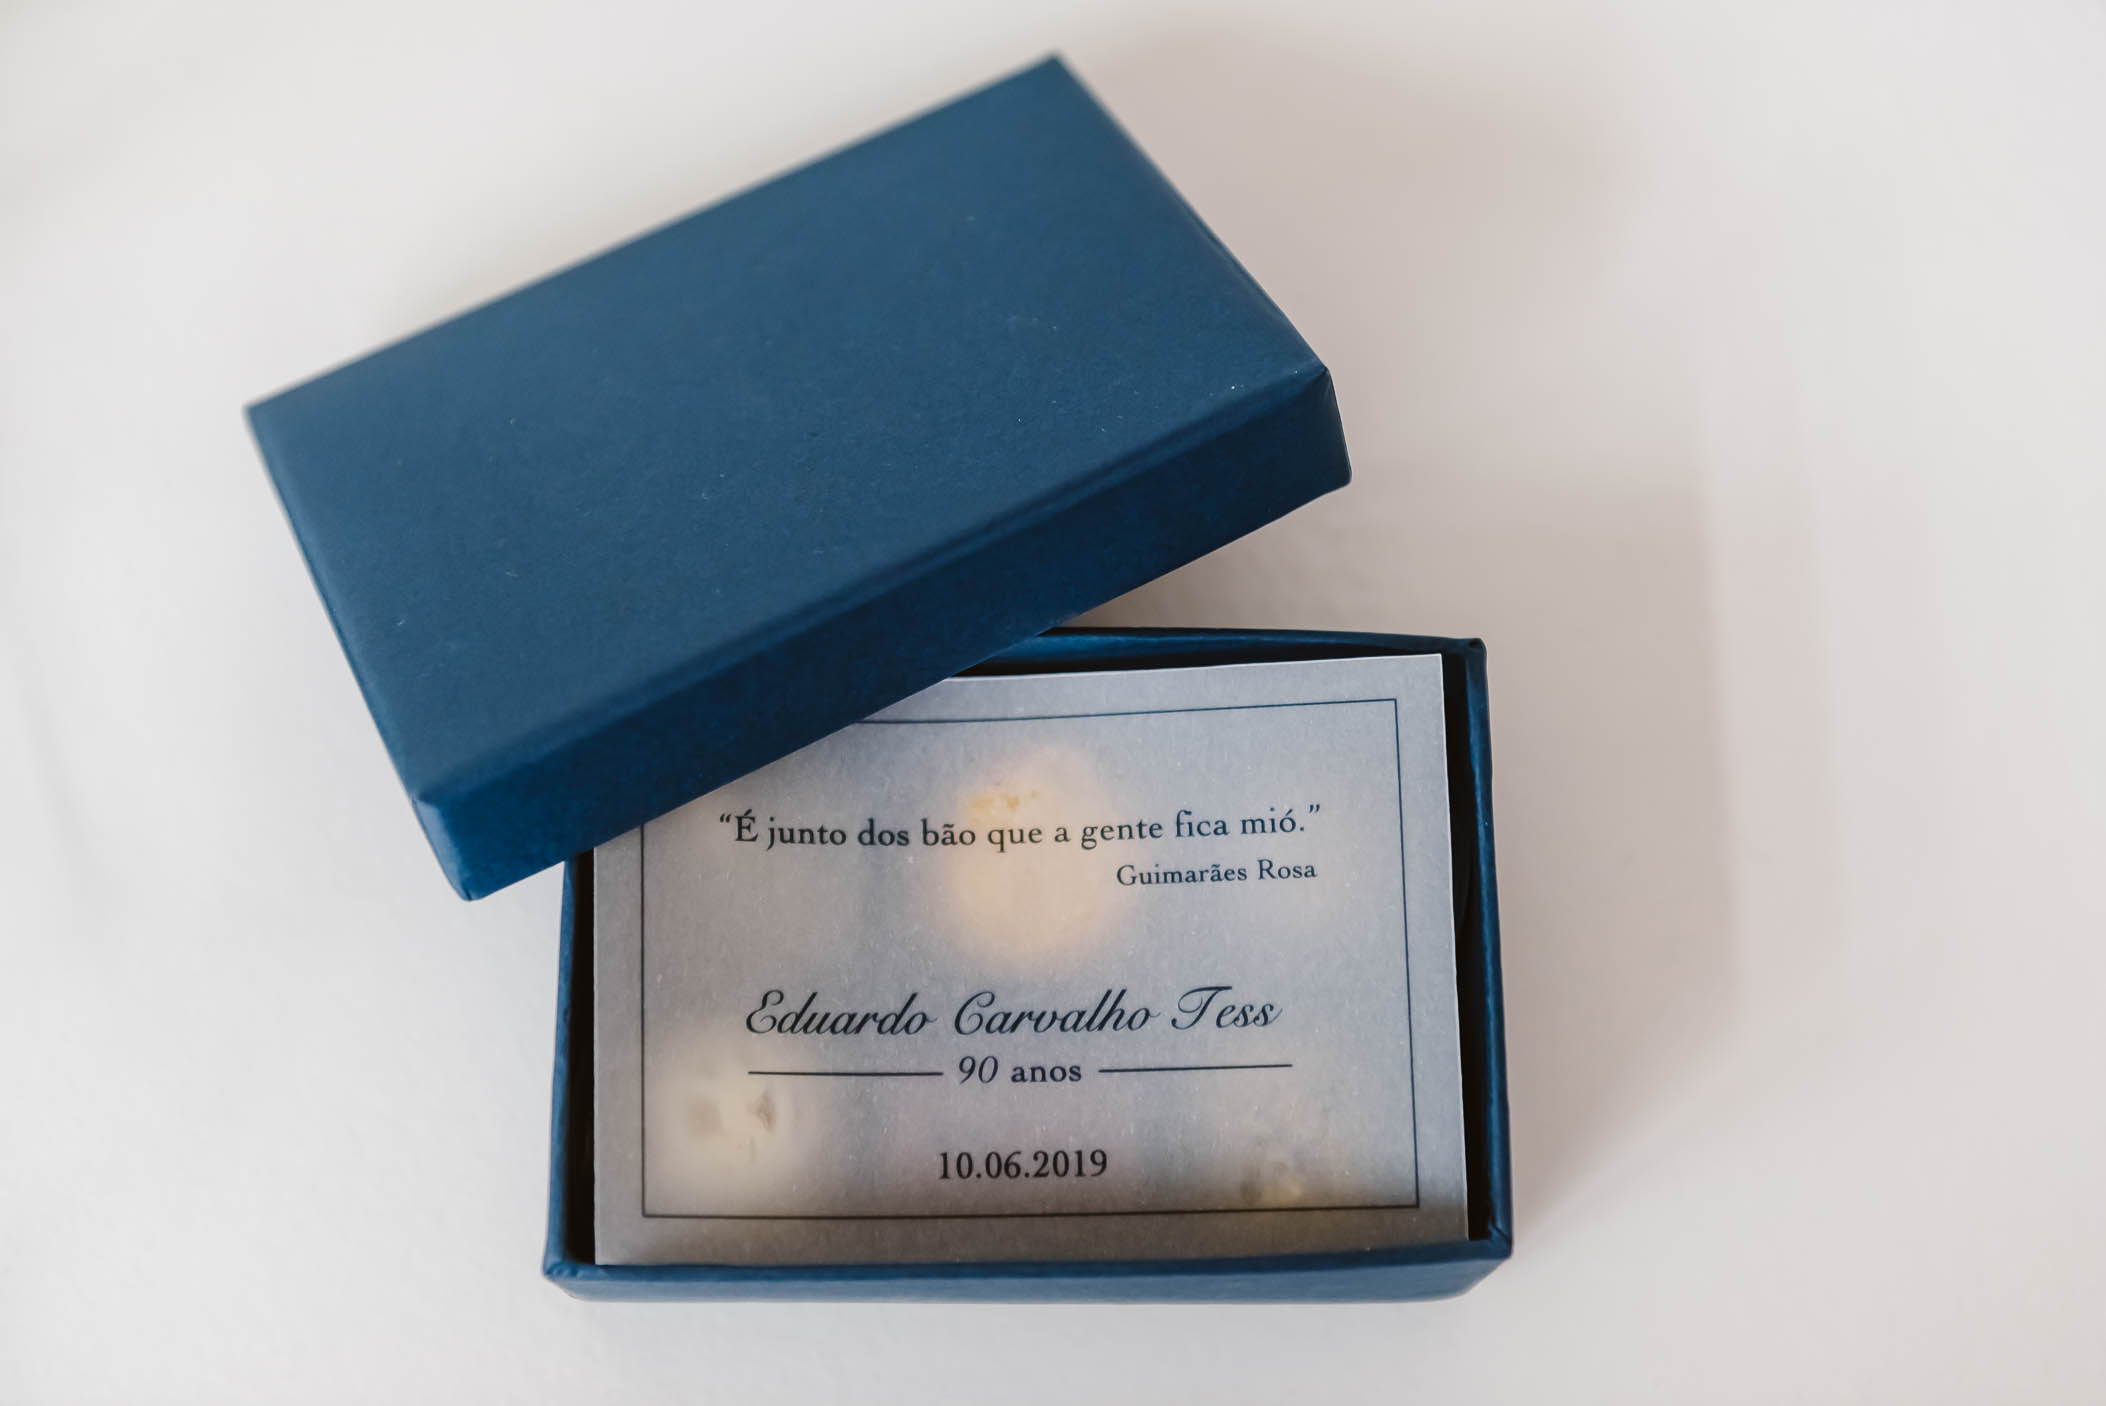 “É junto dos bão que a gente fica mió.”
Guimarães Rosa
Eduardo Carvalho Tess
90 anos
10.06.2019